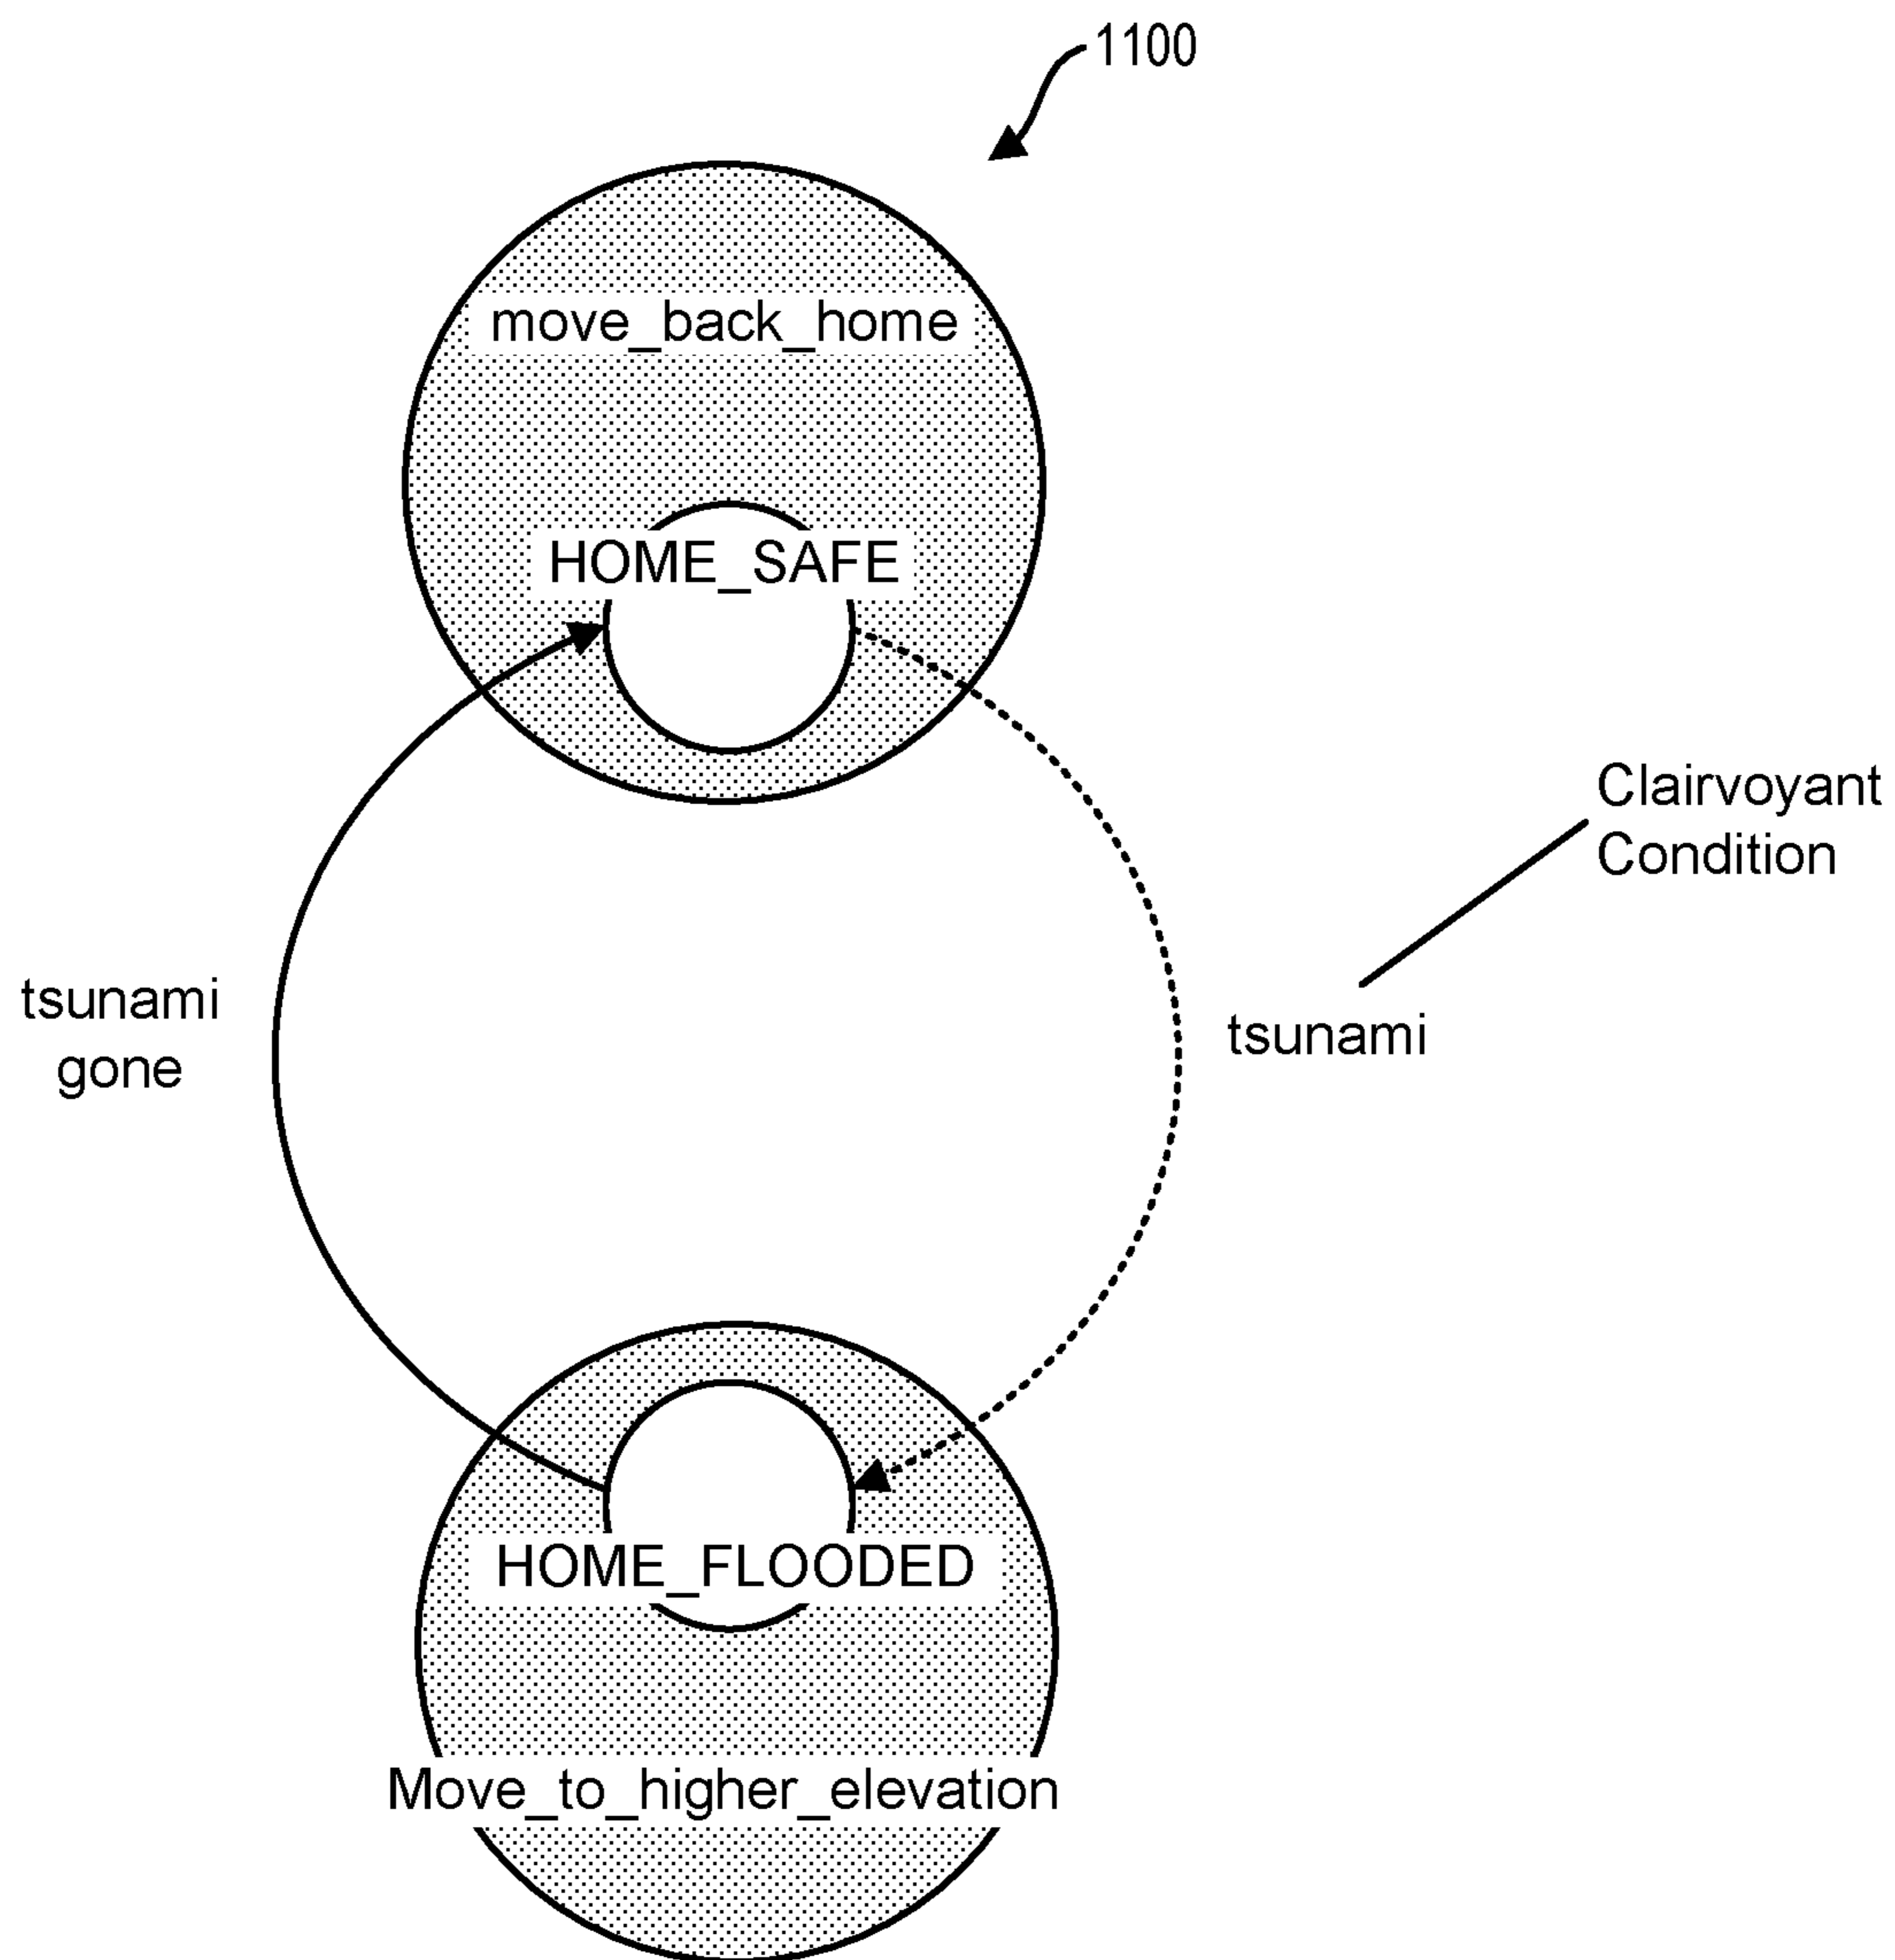 1100
move_back_home
HOME_SAFE
Clairvoyant
Condition
tsunami
gone
tsunami
HOME_FLOODED
Move_to_higher_elevation